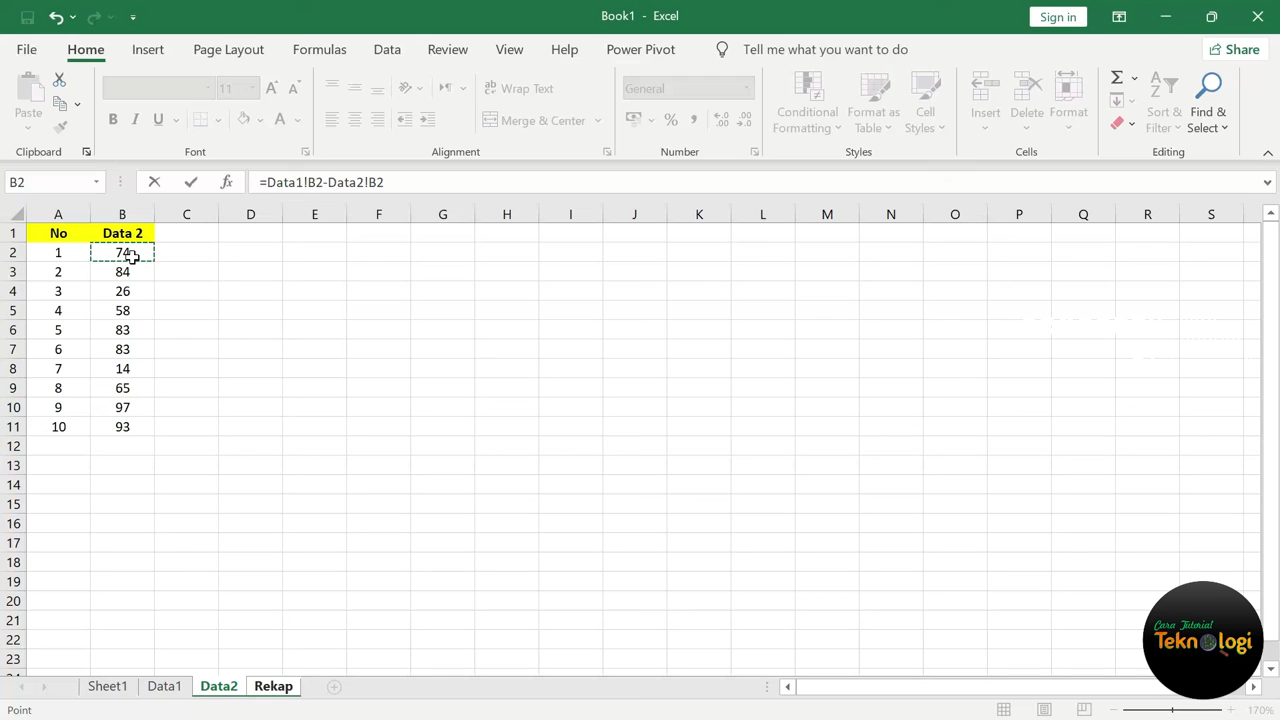 Book1 - Excel
Sign in
File Home Insert Page Layout Formulas Data Review View Help Power Pivot Tell me what you want to do Share
Paste
11
Wrap Text
Merge & Center
General
Conditional Formatting
Format as Table
Cell Styles
Insert
Delete
Format
Sort & Filter
Find & Select
Clipboard Font Alignment Number Styles Cells Editing
B2 fx =Data1!B2-Data2!B2
A B C D E F G H I J K L M N O P Q R S
1 No Data 2
2 1 74
3 2 84
4 3 26
5 4 58
6 5 83
7 6 83
8 7 14
9 8 65
10 9 97
11 10 93
12
13
14
15
16
17
18
19
20
21
22
23
Cara Tutorial
Teknologi
Sheet1 Data1 Data2 Rekap
Point 170%